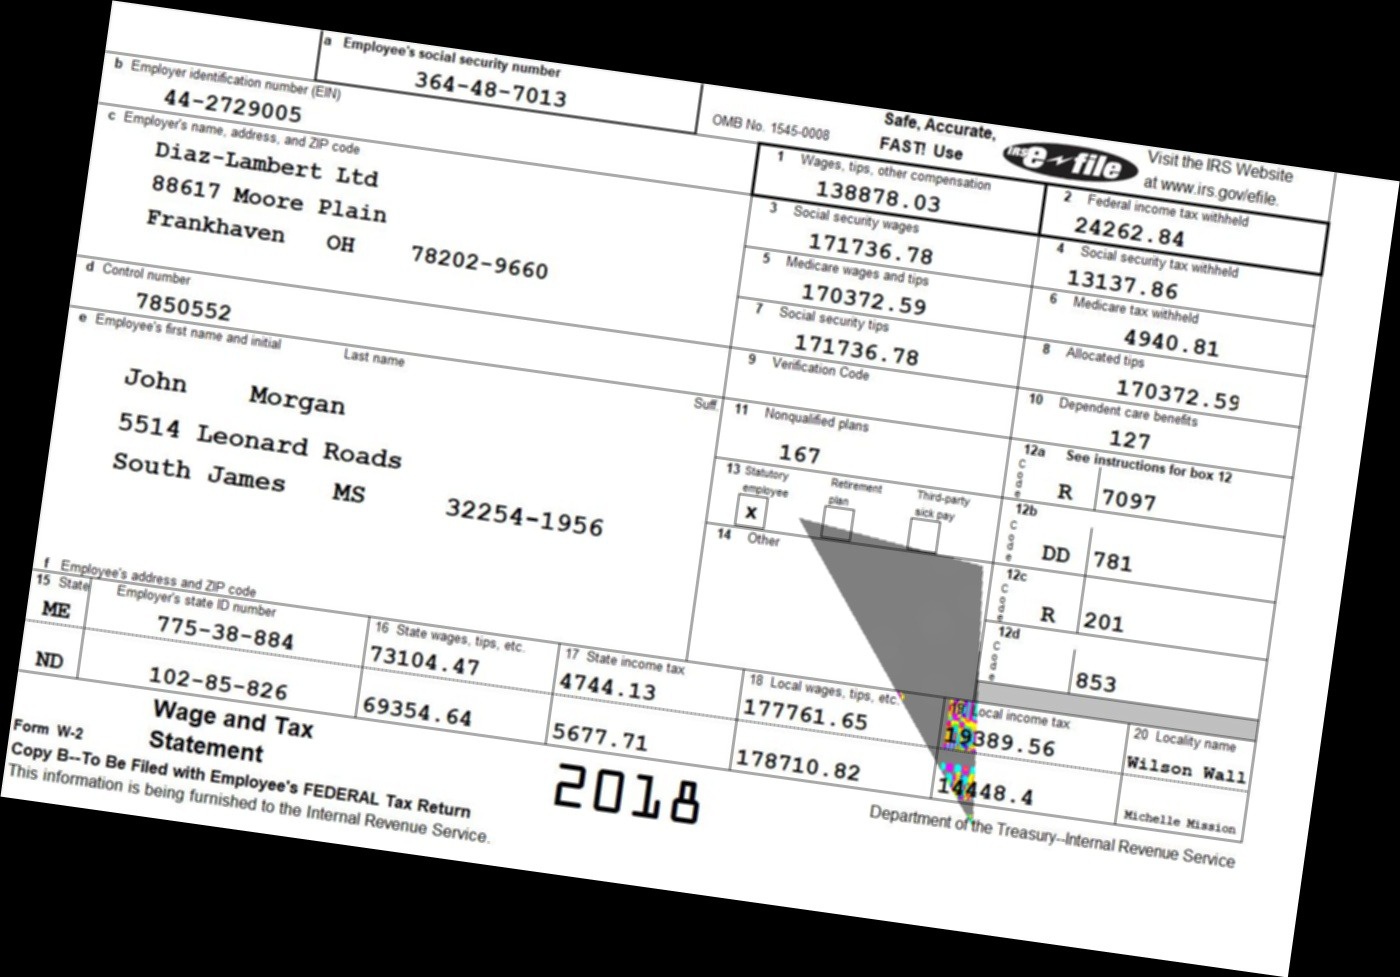 a Employee's social security number
364-48-7013
OMB No. 1545-0008
Safe, Accurate,
FAST! Use
IRS e-file
Visit the IRS Website
at www.irs.gov/efile.
b Employer identification number (EIN)
44-2729005
c Employer's name, address, and ZIP code
Diaz-Lambert Ltd
88617 Moore Plain
Frankhaven OH 78202-9660
d Control number
7850552
e Employee's first name and initial Last name Suff.
John Morgan
5514 Leonard Roads
South James MS 32254-1956
f Employee's address and ZIP code
1 Wages, tips, other compensation
138878.03
2 Federal income tax withheld
24262.84
3 Social security wages
171736.78
4 Social security tax withheld
13137.86
5 Medicare wages and tips
170372.59
6 Medicare tax withheld
4940.81
7 Social security tips
171736.78
8 Allocated tips
170372.59
9 Verification Code
10 Dependent care benefits
127
11 Nonqualified plans
167
12a See instructions for box 12
Code R 7097
12b
Code DD 781
12c
Code R 201
12d
Code 853
13 Statutory employee Retirement plan Third-party sick pay
x
14 Other
15 State Employer's state ID number
ME 775-38-884
ND 102-85-826
16 State wages, tips, etc.
73104.47
69354.64
17 State income tax
4744.13
5677.71
18 Local wages, tips, etc.
177761.65
178710.82
19 Local income tax
19389.56
14448.4
20 Locality name
Wilson Wall
Michelle Mission
Form W-2
Wage and Tax
Statement
2018
Copy B--To Be Filed with Employee's FEDERAL Tax Return
This information is being furnished to the Internal Revenue Service.
Department of the Treasury--Internal Revenue Service